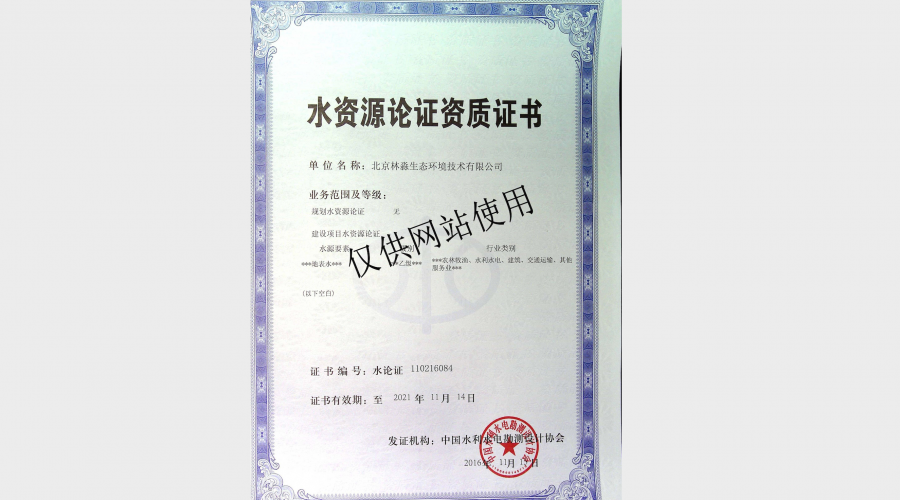 水资源论证资质证书
单位名称：北京林淼生态环境技术有限公司
业务范围及等级：
规划水资源论证 无
建设项目水资源论证
水源要素 行业类别
***地表水*** **乙级*** ***农林牧渔、水利水电、建筑、交通运输、其他
服务业***
仅供网站使用
(以下空白)
证书编号：水论证 110216084
证书有效期：至 2021 年 11 月 14 日
发证机构：中国水利水电勘测设计协会
中国水利水电勘测设计协会
2016年 11月 日